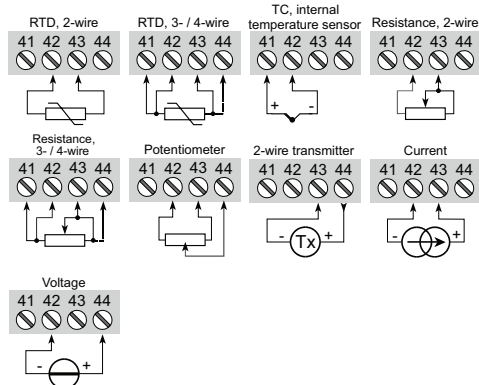 RTD, 2-wire
41 42 43 44
RTD, 3- / 4-wire
41 42 43 44
TC, internal
temperature sensor
41 42 43 44
+ -
Resistance, 2-wire
41 42 43 44
Resistance,
3- / 4-wire
41 42 43 44
Potentiometer
41 42 43 44
2-wire transmitter
41 42 43 44
- Tx +
Current
41 42 43 44
- +
Voltage
41 42 43 44
- +